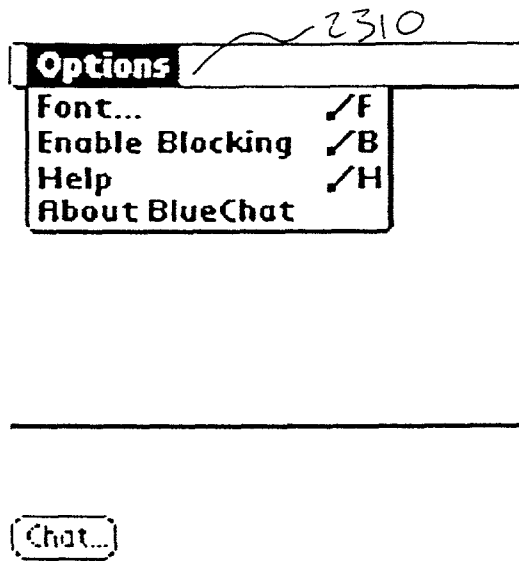 2310
Options
Font... /F
Enable Blocking /B
Help /H
About BlueChat
Chat...